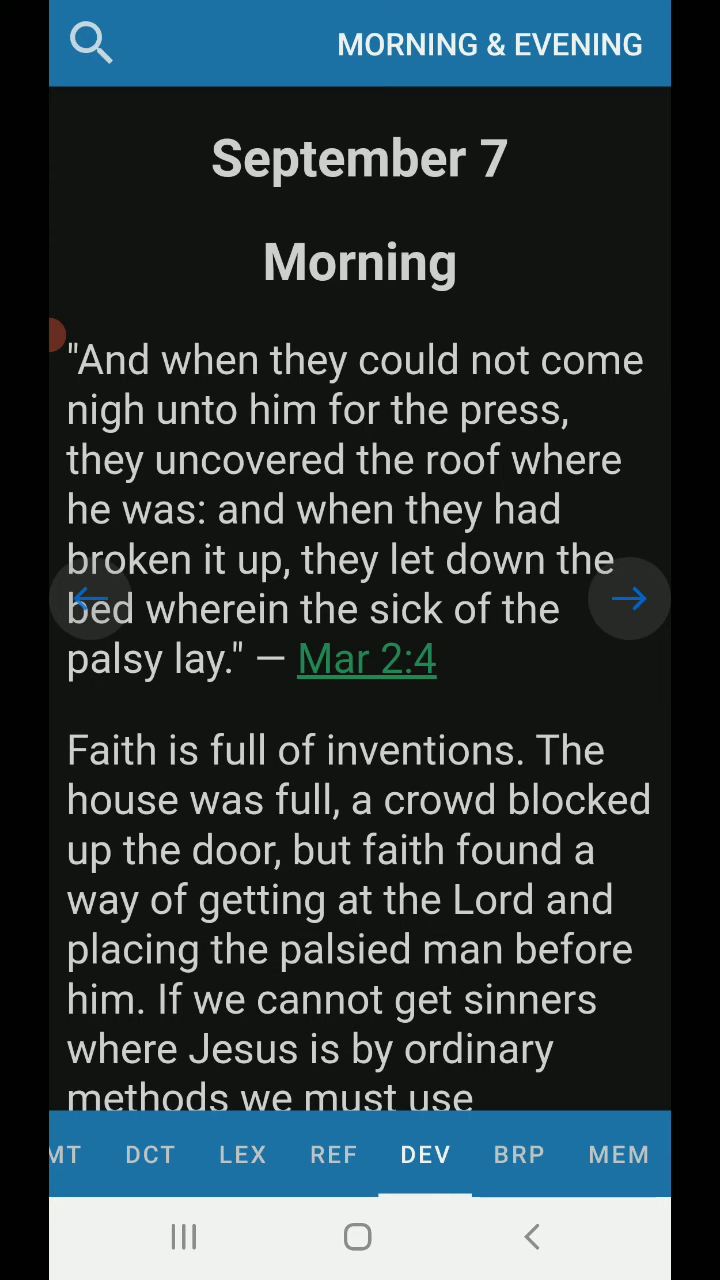 MORNING & EVENING
September 7
Morning
"And when they could not come
nigh unto him for the press,
they uncovered the roof where
he was: and when they had
broken it up, they let down the
bed wherein the sick of the
palsy lay." — Mar 2:4
Faith is full of inventions. The
house was full, a crowd blocked
up the door, but faith found a
way of getting at the Lord and
placing the palsied man before
him. If we cannot get sinners
where Jesus is by ordinary
methods we must use
MT DCT LEX REF DEV BRP MEM